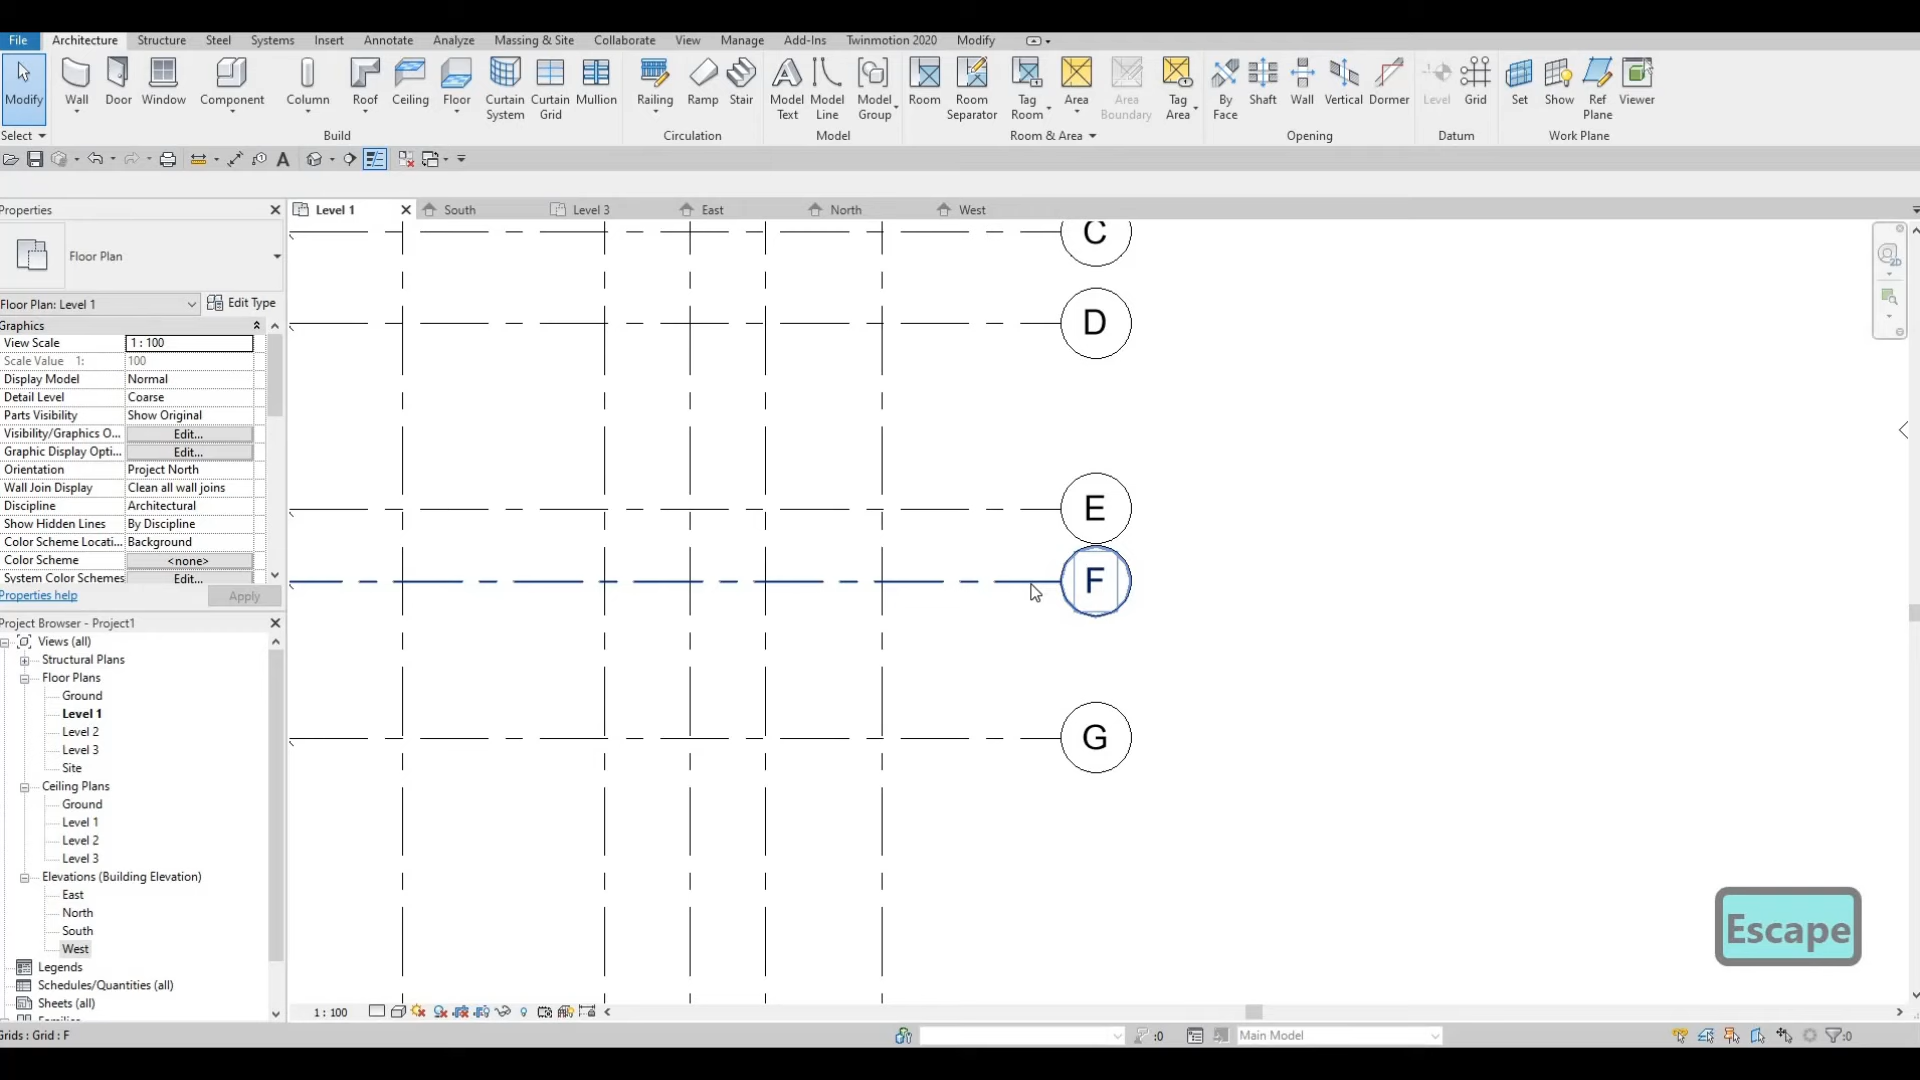 File Architecture Structure Steel Systems Insert Annotate Analyze Massing & Site Collaborate View Manage Add-Ins Twinmotion 2020 Modify
Modify Wall Door Window Component Column Roof Ceiling Floor Curtain System Curtain Grid Mullion Railing Ramp Stair Model Text Model Line Model Group Room Room Separator Tag Room Area Area Boundary Tag Area By Face Shaft Wall Vertical Dormer Level Grid Set Show Ref Plane Viewer
Select Build Circulation Model Room & Area Opening Datum Work Plane
Properties
Level 1 South Level 3 East North West
Floor Plan
Floor Plan: Level 1 Edit Type
Graphics
View Scale 1 : 100
Scale Value 1: 100
Display Model Normal
Detail Level Coarse
Parts Visibility Show Original
Visibility/Graphics O... Edit...
Graphic Display Opti... Edit...
Orientation Project North
Wall Join Display Clean all wall joins
Discipline Architectural
Show Hidden Lines By Discipline
Color Scheme Locati... Background
Color Scheme <none>
System Color Schemes Edit...
Properties help Apply
Project Browser - Project1
Views (all)
Structural Plans
Floor Plans
Ground
Level 1
Level 2
Level 3
Site
Ceiling Plans
Ground
Level 1
Level 2
Level 3
Elevations (Building Elevation)
East
North
South
West
Legends
Schedules/Quantities (all)
Sheets (all)
C
D
E
F
G
Escape
1 : 100
Grids : Grid : F
:0 Main Model :0